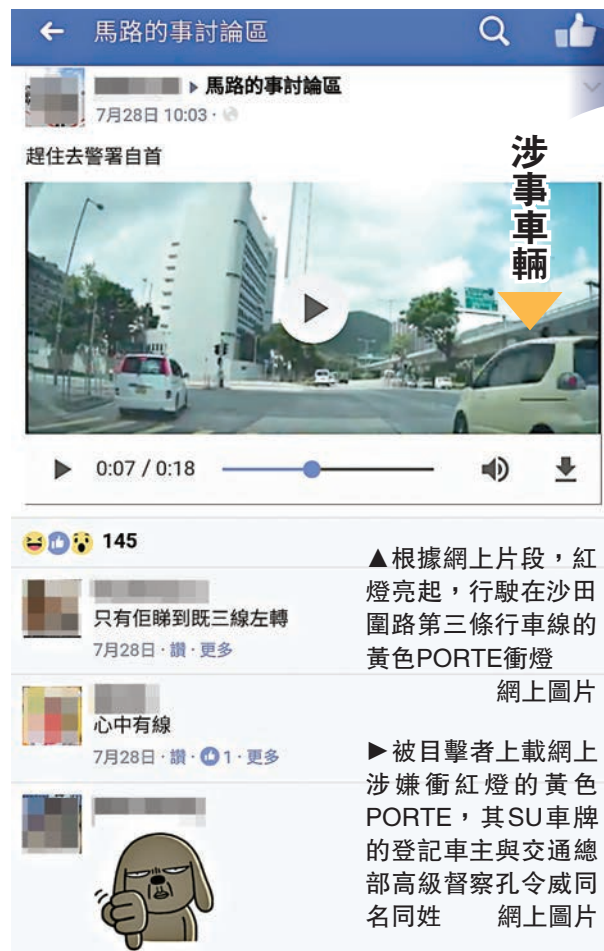 馬路的事討論區
▶ 馬路的事討論區
7月28日 10:03 ·
趕住去警署自首
涉事車輛
0:07 / 0:18
145
只有佢睇到既三線左轉
7月28日 · 讚 · 更多
心中有線
7月28日 · 讚 · 1 · 更多
▲根據網上片段，紅
燈亮起，行駛在沙田
圍路第三條行車線的
黃色PORTE衝燈
網上圖片
►被目擊者上載網上
涉嫌衝紅燈的黃色
PORTE，其SU車牌
的登記車主與交通總
部高級督察孔令威同
名同姓　網上圖片